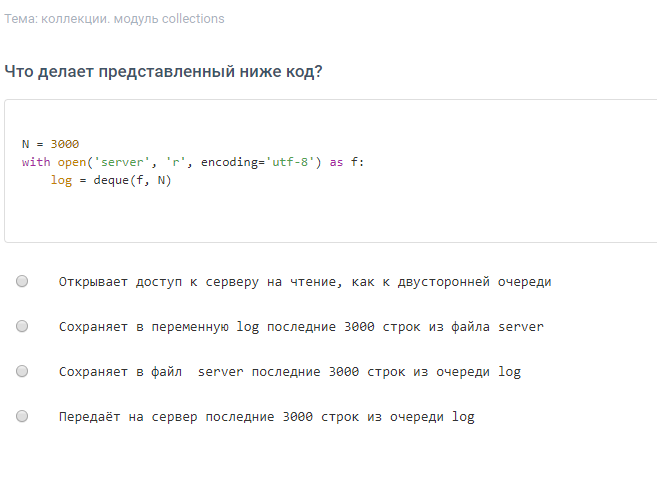 Тема: коллекции. модуль collections
Что делает представленный ниже код?
N = 3000
with open('server', 'r', encoding='utf-8') as f:
    log = deque(f, N)
Открывает доступ к серверу на чтение, как к двусторонней очереди
Сохраняет в переменную log последние 3000 строк из файла server
Сохраняет в файл  server последние 3000 строк из очереди log
Передаёт на сервер последние 3000 строк из очереди log